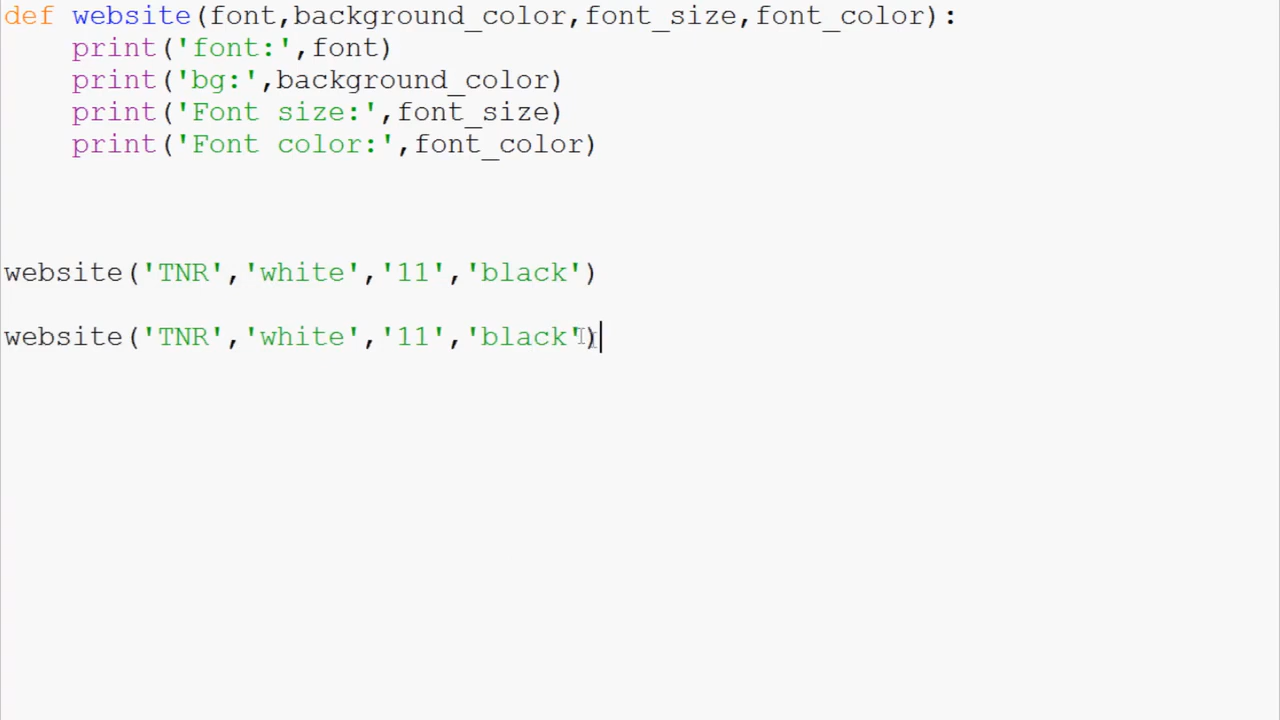 def website(font,background_color,font_size,font_color):
    print('font:',font)
    print('bg:',background_color)
    print('Font size:',font_size)
    print('Font color:',font_color)
website('TNR','white','11','black')
website('TNR','white','11','black')